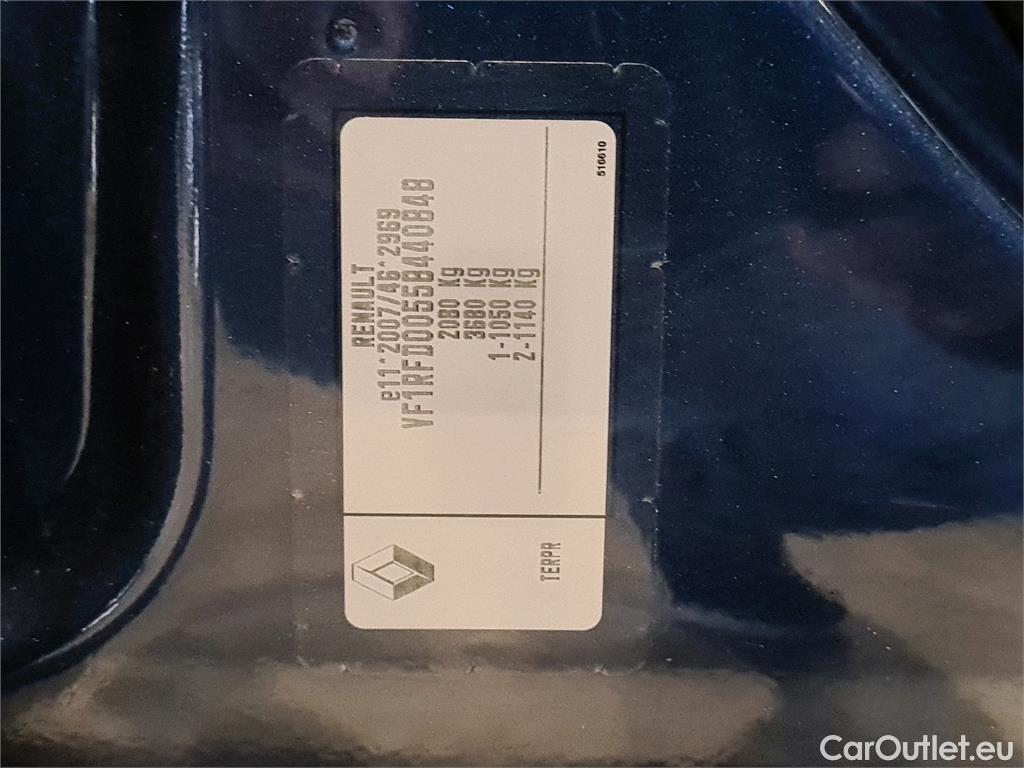 RENAULT
e11*2007/46*2969
VF1RFD0055B440848
2080 Kg
3680 Kg
1-1050 Kg
2-1140 Kg
516610
TERPR
CarOutlet.eu